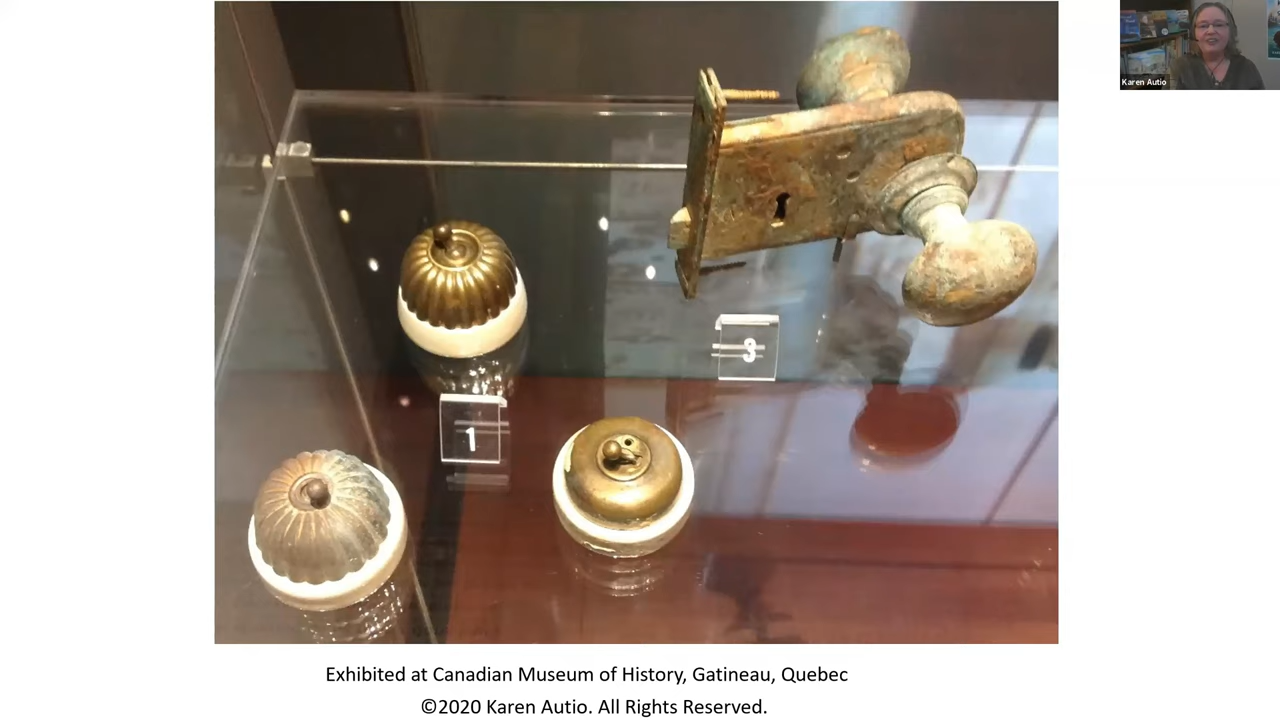 Karen Autio
3
1
Exhibited at Canadian Museum of History, Gatineau, Quebec
©2020 Karen Autio. All Rights Reserved.